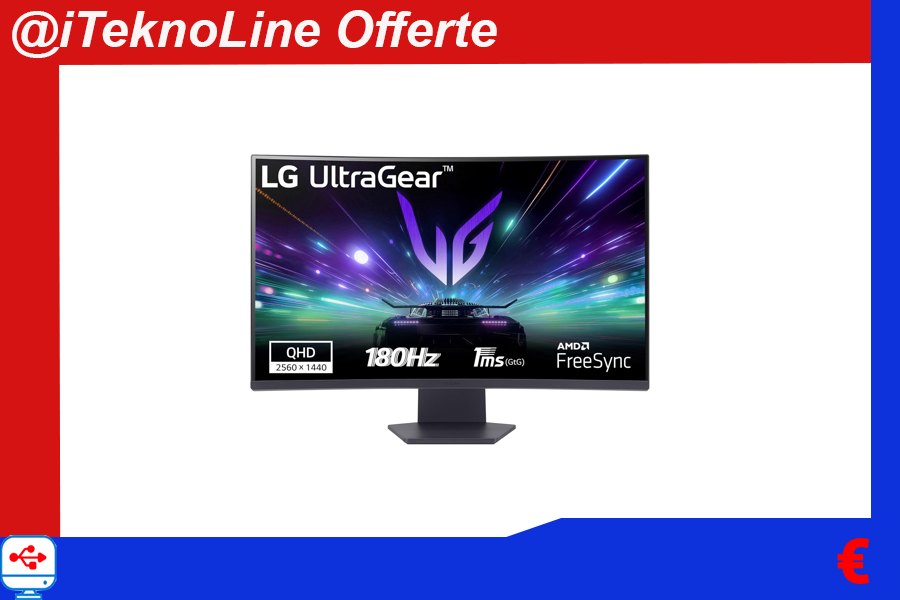 @iTeknoLine Offerte
LG UltraGear™
QHD
2560 × 1440
180Hz
1ms (GtG)
AMD
FreeSync
€